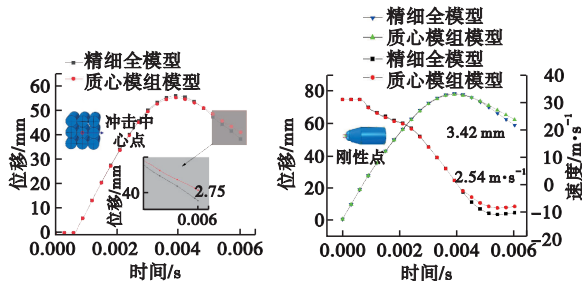 精细全模型
质心模组模型
位移/mm
60
50
40
30
20
10
0
冲击中
心点
位移/mm
40
2.75
0.006
0.000
0.002
0.004
0.006
时间/s
精细全模型
质心模组模型
精细全模型
质心模组模型
位移/mm
80
60
40
20
0
刚性点
3.42 mm
2.54 m·s⁻¹
40
30
20
10
0
−10
−20
速度/m·s⁻¹
0.000
0.002
0.004
0.006
时间/s